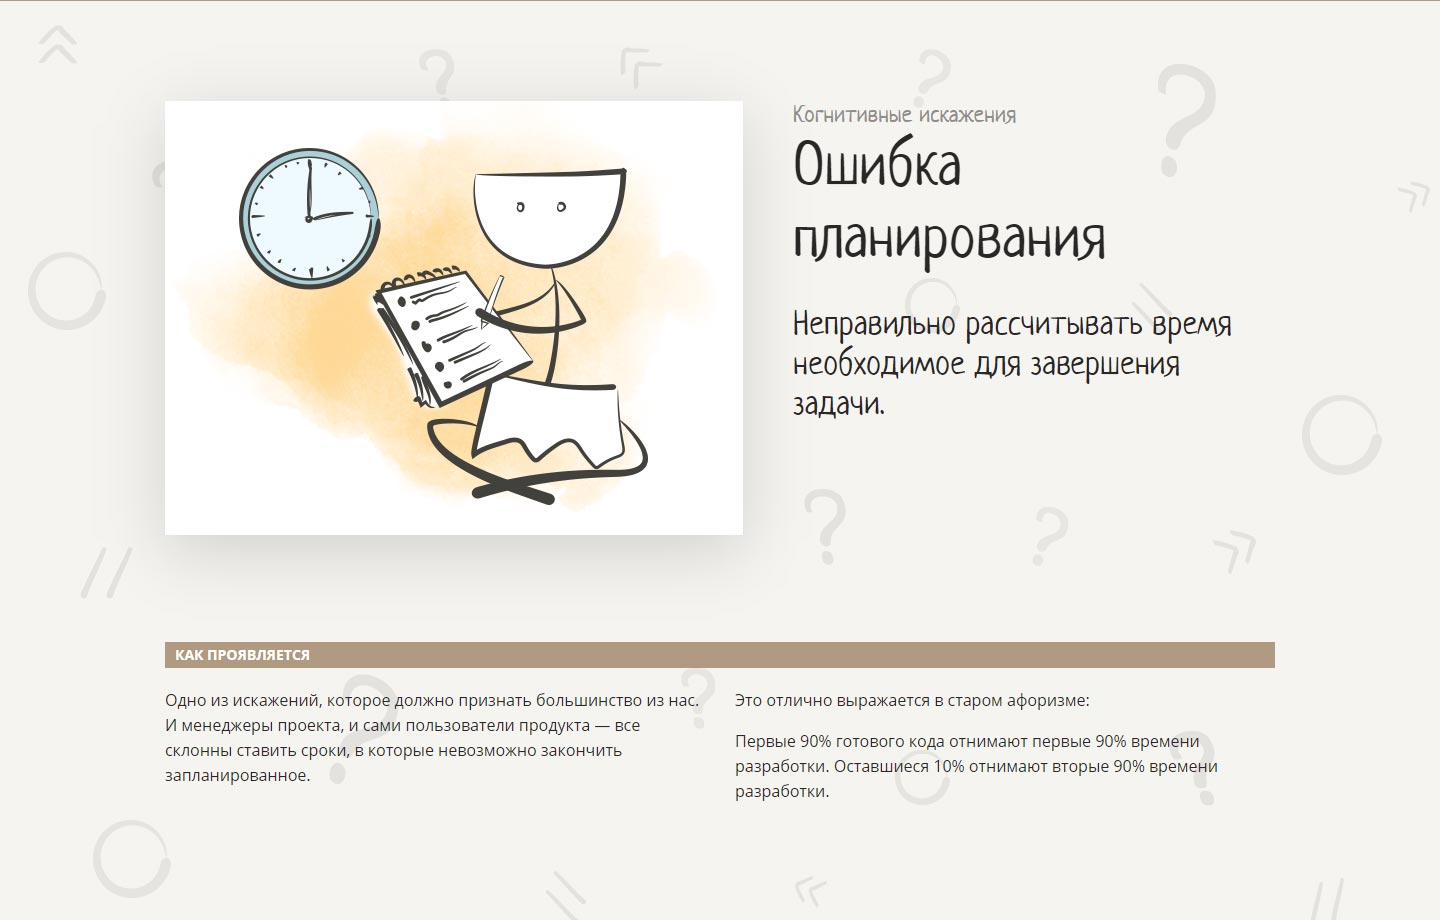 Когнитивные искажения
Ошибка
планирования
Неправильно рассчитывать время
необходимое для завершения
задачи.
КАК ПРОЯВЛЯЕТСЯ
Одно из искажений, которое должно признать большинство из нас.
И менеджеры проекта, и сами пользователи продукта — все
склонны ставить сроки, в которые невозможно закончить
запланированное.
Это отлично выражается в старом афоризме:
Первые 90% готового кода отнимают первые 90% времени
разработки. Оставшиеся 10% отнимают вторые 90% времени
разработки.